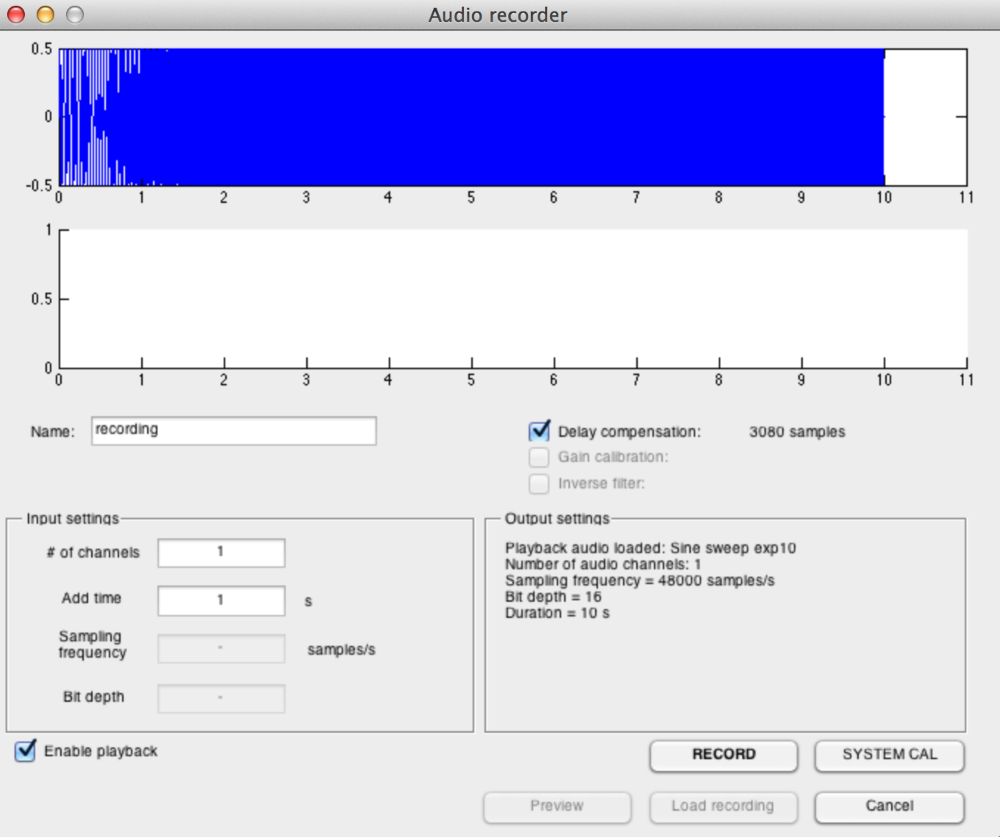 Audio recorder
0.5
0
-0.5
0 1 2 3 4 5 6 7 8 9 10 11
1
0.5
0
0 1 2 3 4 5 6 7 8 9 10 11
Name: recording
Delay compensation: 3080 samples
Gain calibration:
Inverse filter:
Input settings
# of channels 1
Add time 1 s
Sampling
frequency - samples/s
Bit depth -
Output settings
Playback audio loaded: Sine sweep exp10
Number of audio channels: 1
Sampling frequency = 48000 samples/s
Bit depth = 16
Duration = 10 s
Enable playback
RECORD SYSTEM CAL
Preview Load recording Cancel